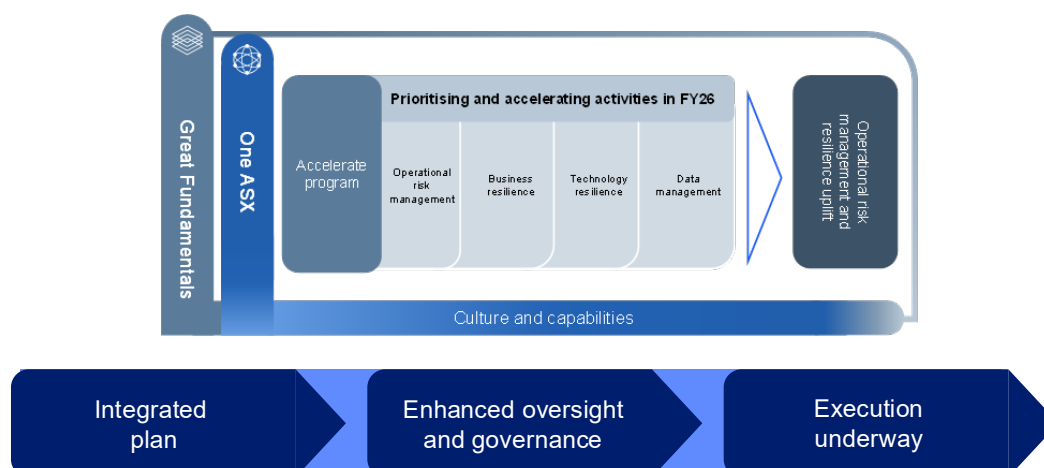 Great Fundamentals
One ASX
Prioritising and accelerating activities in FY26
Accelerate
program
Operational
risk
management
Business
resilience
Technology
resilience
Data
management
Operational risk
management and
resilience uplift
Culture and capabilities
Integrated
plan
Enhanced oversight
and governance
Execution
underway